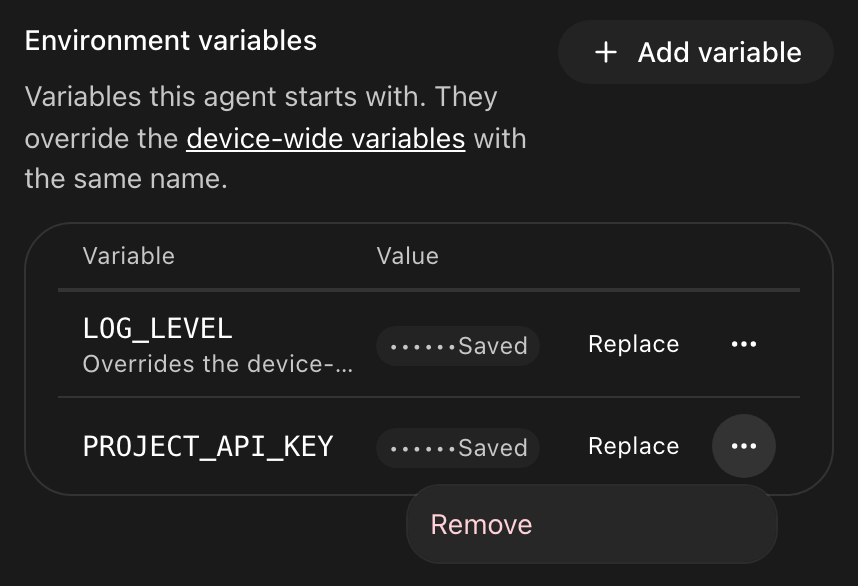 Environment variables
+ Add variable
Variables this agent starts with. They
override the device-wide variables with
the same name.
Variable Value
LOG_LEVEL
Overrides the device-...
······Saved Replace ···
PROJECT_API_KEY ······Saved Replace ···
Remove